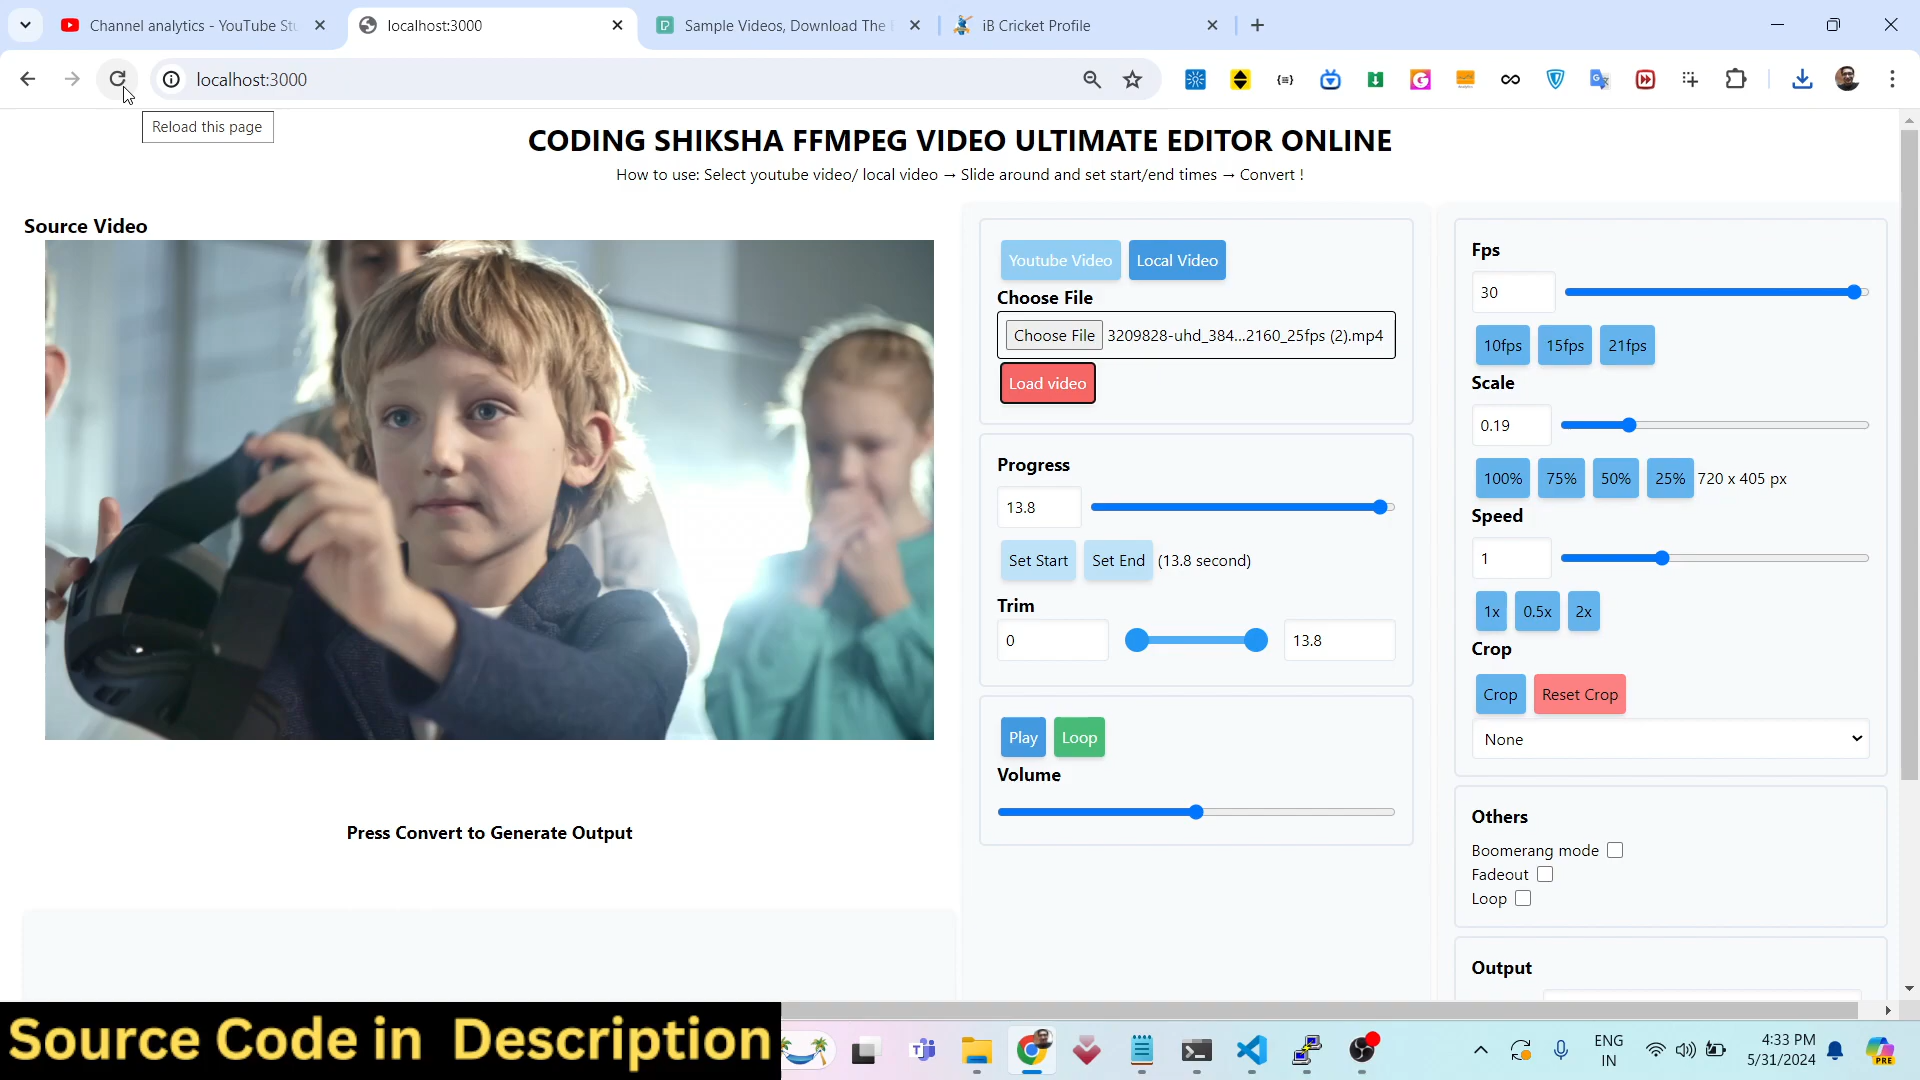 Channel analytics - YouTube Stu
localhost:3000
Sample Videos, Download The
iB Cricket Profile
localhost:3000
Reload this page
CODING SHIKSHA FFMPEG VIDEO ULTIMATE EDITOR ONLINE
How to use: Select youtube video/ local video → Slide around and set start/end times → Convert !
Source Video
Press Convert to Generate Output
Youtube Video
Local Video
Choose File
Choose File 3209828-uhd_384...2160_25fps (2).mp4
Load video
Progress
13.8
Set Start
Set End
(13.8 second)
Trim
0
13.8
Play
Loop
Volume
Fps
30
10fps
15fps
21fps
Scale
0.19
100%
75%
50%
25%
720 x 405 px
Speed
1
1x
0.5x
2x
Crop
Crop
Reset Crop
None
Others
Boomerang mode
Fadeout
Loop
Output
Source Code in Description
ENG
IN
4:33 PM
5/31/2024
PRE